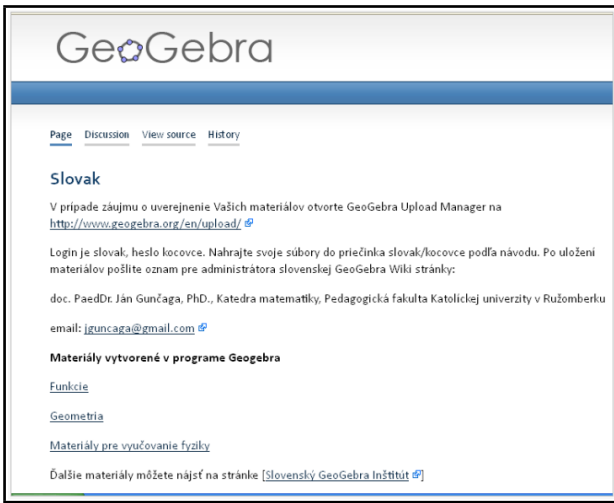 GeoGebra
Page Discussion View source History
Slovak
V prípade záujmu o uverejnenie Vašich materiálov otvorte GeoGebra Upload Manager na
http://www.geogebra.org/en/upload/
Login je slovak, heslo kocovce. Nahrajte svoje súbory do priečinka slovak/kocovce podľa návodu. Po uložení
materiálov pošlite oznam pre administrátora slovenskej GeoGebra Wiki stránky:
doc. PaedDr. Ján Gunčaga, PhD., Katedra matematiky, Pedagogická fakulta Katolíckej univerzity v Ružomberku
email: jguncaga@gmail.com
Materiály vytvorené v programe Geogebra
Funkcie
Geometria
Materiály pre vyučovanie fyziky
Ďalšie materiály môžete nájsť na stránke [Slovenský GeoGebra Inštitút]